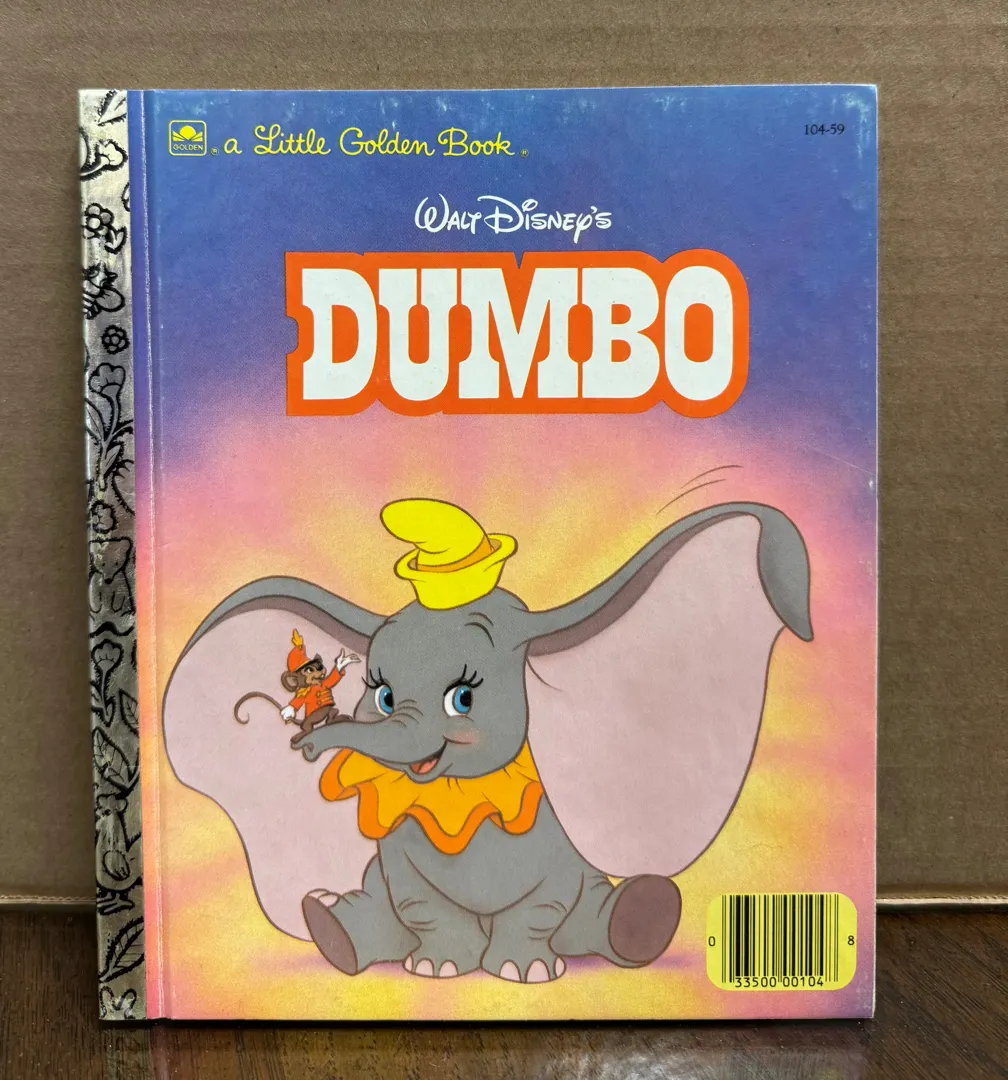 GOLDEN® a Little Golden Book®
104-59
WALT DISNEY'S
DUMBO
0 33500 00104 8